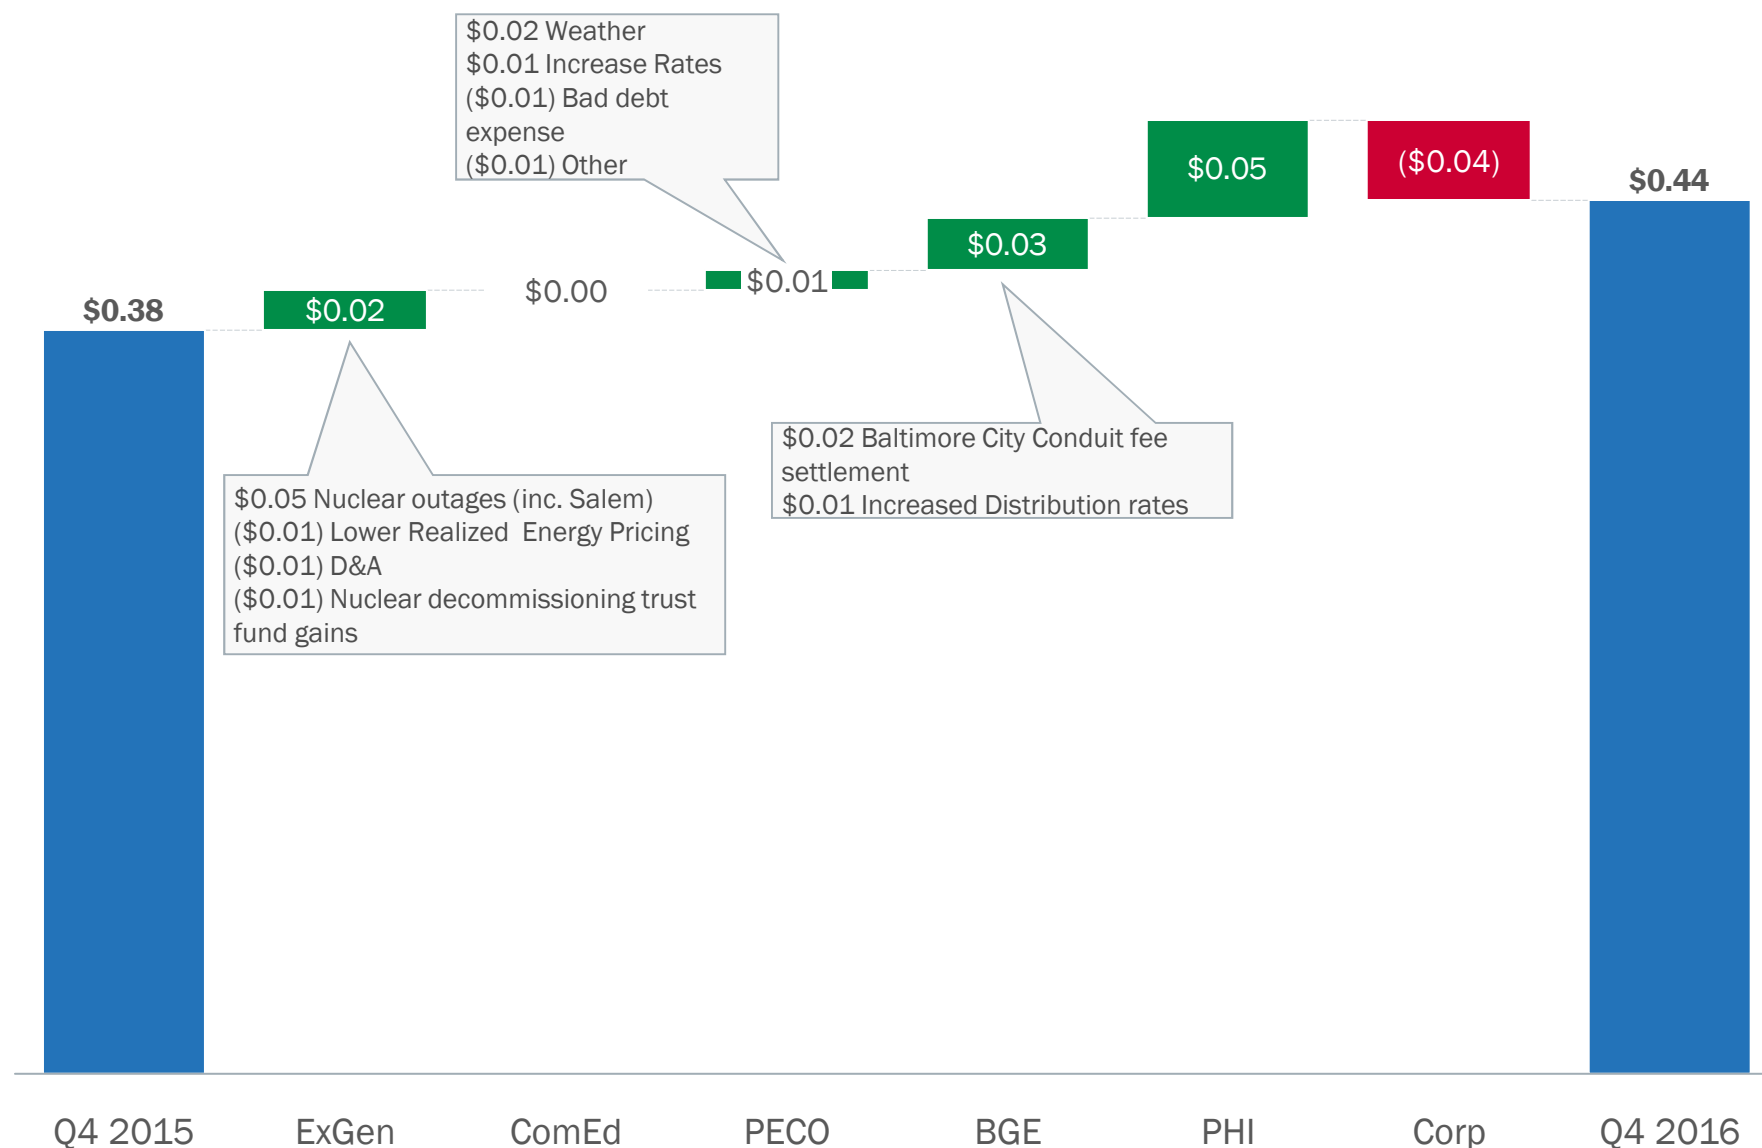 $0.02 Weather
$0.01 Increase Rates
($0.01) Bad debt
expense
($0.01) Other
$0.05
($0.04)
$0.44
$0.03
$0.01
$0.00
$0.02
$0.38
$0.02 Baltimore City Conduit fee
settlement
$0.01 Increased Distribution rates
$0.05 Nuclear outages (inc. Salem)
($0.01) Lower Realized  Energy Pricing
($0.01) D&A
($0.01) Nuclear decommissioning trust
fund gains
Q4 2015 ExGen ComEd PECO BGE PHI Corp Q4 2016